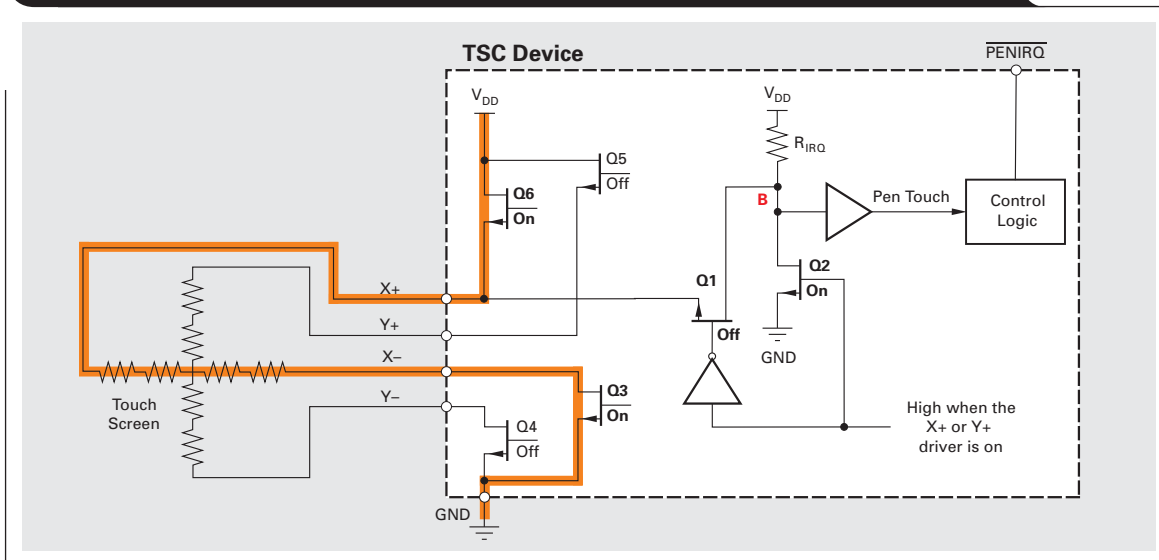 TSC Device
PENIRQ
VDD
VDD
RIRQ
Q5
Off
Q6
On
B
Pen Touch
Control
Logic
Q1
Off
Q2
On
GND
X+
Y+
X–
Y–
Touch
Screen
Q3
On
Q4
Off
High when the
X+ or Y+
driver is on
GND